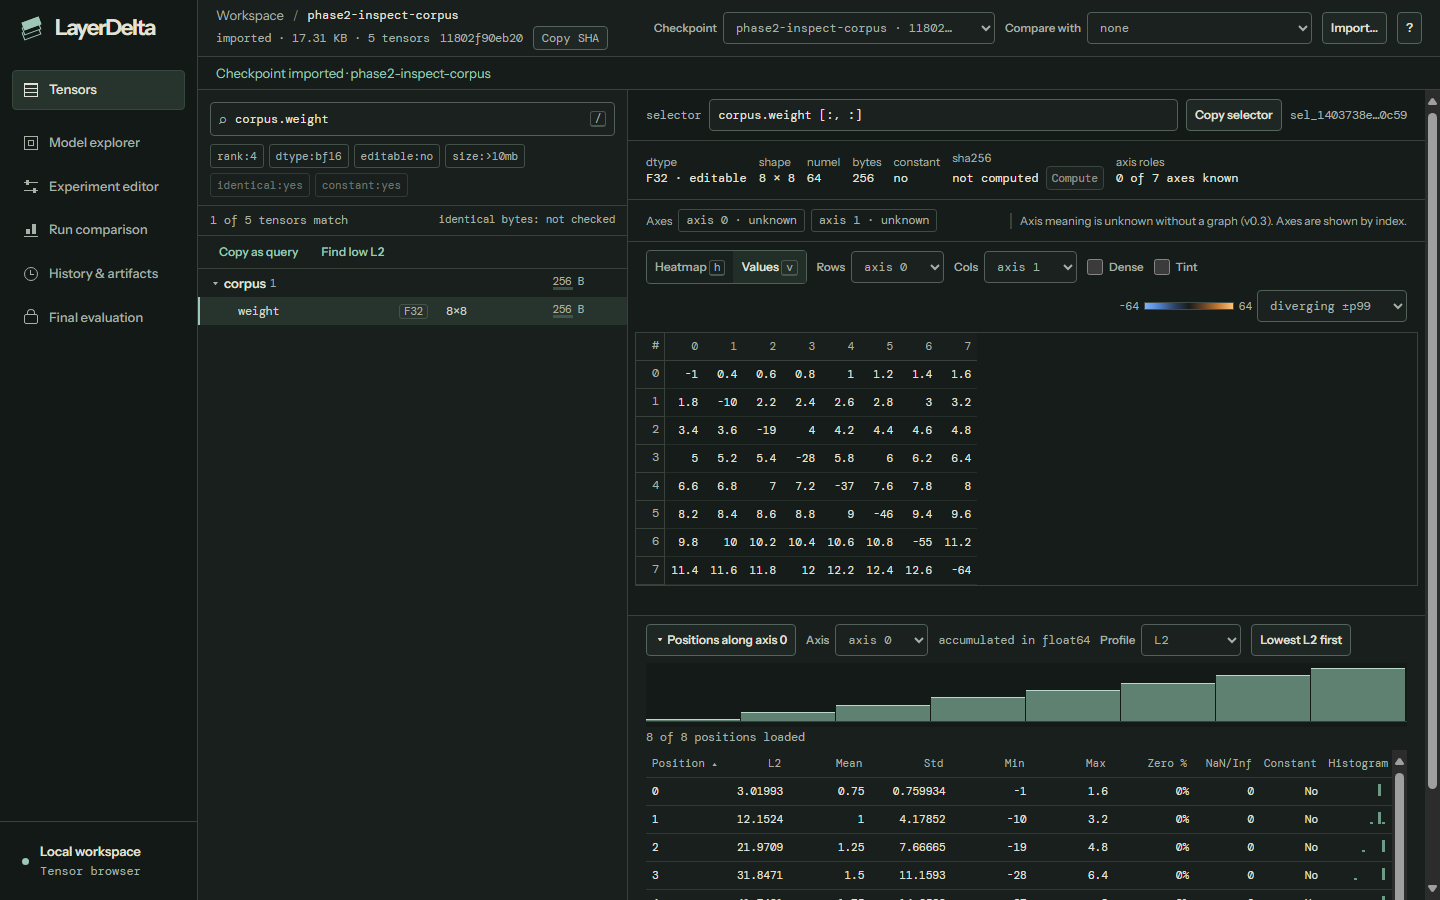 LayerDelta
Tensors
Model explorer
Experiment editor
Run comparison
History & artifacts
Final evaluation
Local workspace
Tensor browser
Workspace / phase2-inspect-corpus
imported · 17.31 KB · 5 tensors 11802f90eb20 Copy SHA
Checkpoint phase2-inspect-corpus · 11802… Compare with none Import… ?
Checkpoint imported · phase2-inspect-corpus
corpus.weight /
rank:4 dtype:bf16 editable:no size:>10mb
identical:yes constant:yes
1 of 5 tensors match identical bytes: not checked
Copy as query Find low L2
corpus 1 256 B
weight F32 8×8 256 B
selector corpus.weight [:, :] Copy selector sel_1403738e…0c59
dtype shape numel bytes constant sha256 axis roles
F32 · editable 8 × 8 64 256 no not computed Compute 0 of 7 axes known
Axes axis 0 · unknown axis 1 · unknown Axis meaning is unknown without a graph (v0.3). Axes are shown by index.
Heatmap h Values v Rows axis 0 Cols axis 1 Dense Tint
-64 64 diverging ±p99
# 0 1 2 3 4 5 6 7
0 -1 0.4 0.6 0.8 1 1.2 1.4 1.6
1 1.8 -10 2.2 2.4 2.6 2.8 3 3.2
2 3.4 3.6 -19 4 4.2 4.4 4.6 4.8
3 5 5.2 5.4 -28 5.8 6 6.2 6.4
4 6.6 6.8 7 7.2 -37 7.6 7.8 8
5 8.2 8.4 8.6 8.8 9 -46 9.4 9.6
6 9.8 10 10.2 10.4 10.6 10.8 -55 11.2
7 11.4 11.6 11.8 12 12.2 12.4 12.6 -64
Positions along axis 0 Axis axis 0 accumulated in float64 Profile L2 Lowest L2 first
8 of 8 positions loaded
Position L2 Mean Std Min Max Zero % NaN/Inf Constant Histogram
0 3.01993 0.75 0.759934 -1 1.6 0% 0 No
1 12.1524 1 4.17852 -10 3.2 0% 0 No
2 21.9709 1.25 7.66665 -19 4.8 0% 0 No
3 31.8471 1.5 11.1593 -28 6.4 0% 0 No